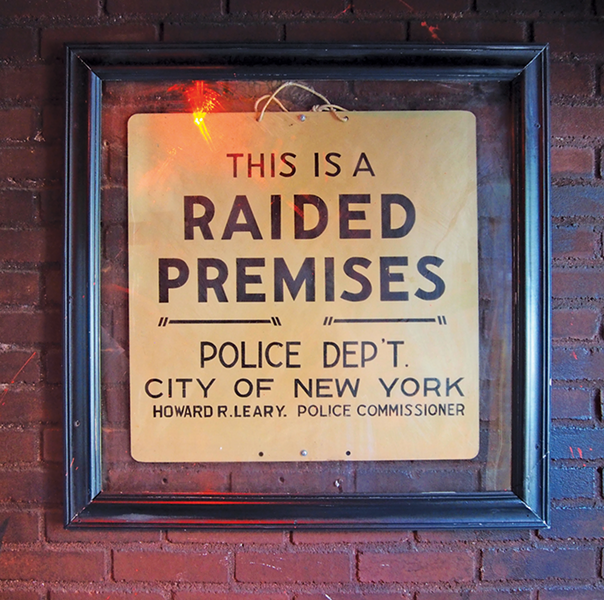 THIS IS A
RAIDED
PREMISES
POLICE DEP'T.
CITY OF NEW YORK
HOWARD R. LEARY. POLICE COMMISSIONER